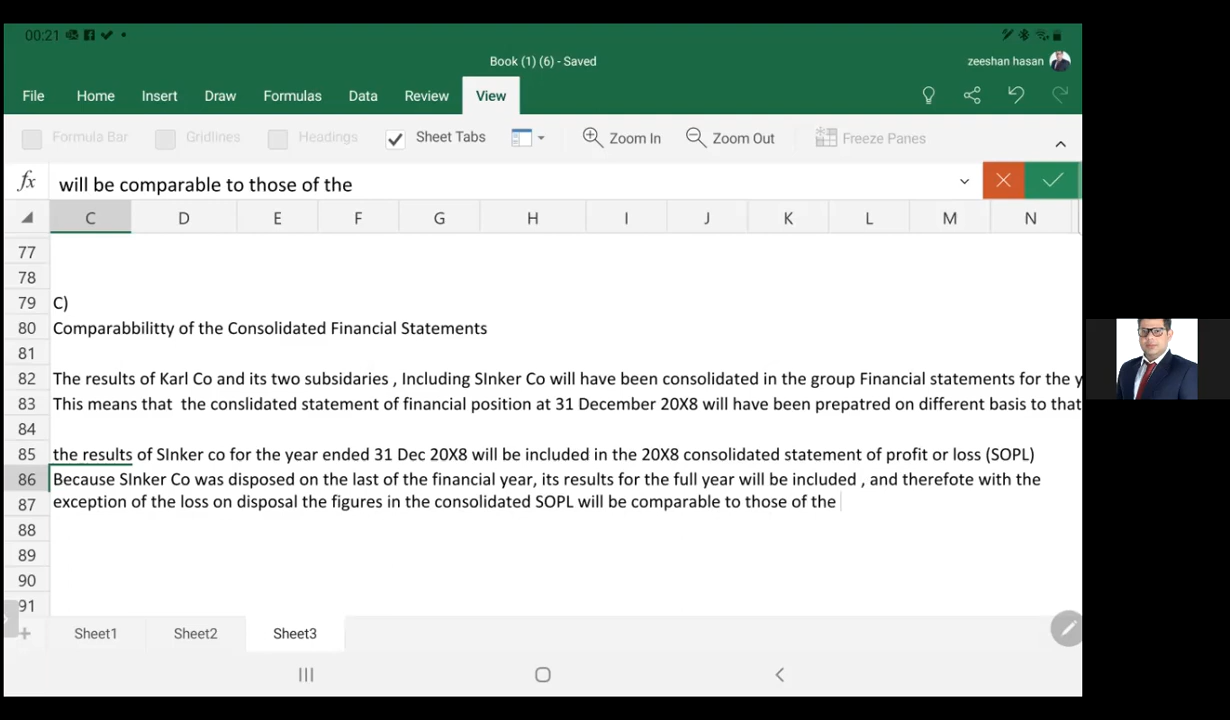 00:21
Book (1) (6) - Saved
zeeshan hasan
File Home Insert Draw Formulas Data Review View
Formula Bar Gridlines Headings Sheet Tabs Zoom In Zoom Out Freeze Panes
fx will be comparable to those of the
C D E F G H I J K L M N
77
78
79 C)
80 Comparabbilitty of the Consolidated Financial Statements
81
82 The results of Karl Co and its two subsidaries , Including SInker Co will have been consolidated in the group Financial statements for the y
83 This means that the conslidated statement of financial position at 31 December 20X8 will have been prepatred on different basis to that
84
85 the results of SInker co for the year ended 31 Dec 20X8 will be included in the 20X8 consolidated statement of profit or loss (SOPL)
86 Because SInker Co was disposed on the last of the financial year, its results for the full year will be included , and therefote with the
87 exception of the loss on disposal the figures in the consolidated SOPL will be comparable to those of the
88
89
90
91
+ Sheet1 Sheet2 Sheet3